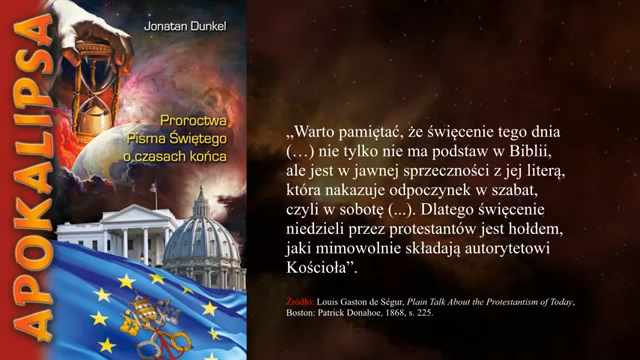 Jonatan Dunkel
APOKALIPSA
Proroctwa
Pisma Świętego
o czasach końca
„Warto pamiętać, że święcenie tego dnia
(…) nie tylko nie ma podstaw w Biblii,
ale jest w jawnej sprzeczności z jej literą,
która nakazuje odpoczynek w szabat,
czyli w sobotę (...). Dlatego święcenie
niedzieli przez protestantów jest hołdem,
jaki mimowolnie składają autorytetowi
Kościoła”.
Źródło: Louis Gaston de Ségur, Plain Talk About the Protestantism of Today,
Boston: Patrick Donahoe, 1868, s. 225.